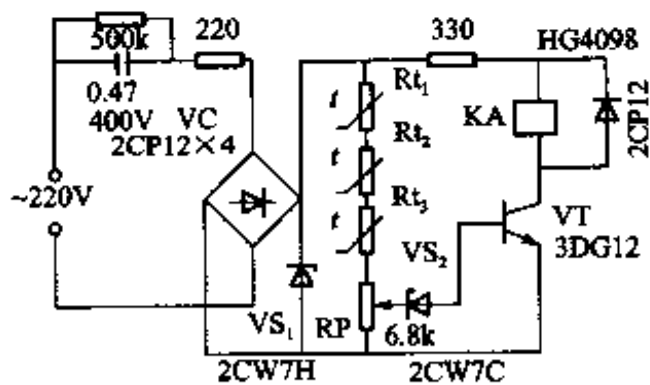 500k
220
0.47
400V
VC
2CP12×4
~220V
330
HG4098
KA
2CP12
t
Rt₁
t
Rt₂
t
Rt₃
VT
3DG12
VS₂
VS₁
RP
6.8k
2CW7H
2CW7C